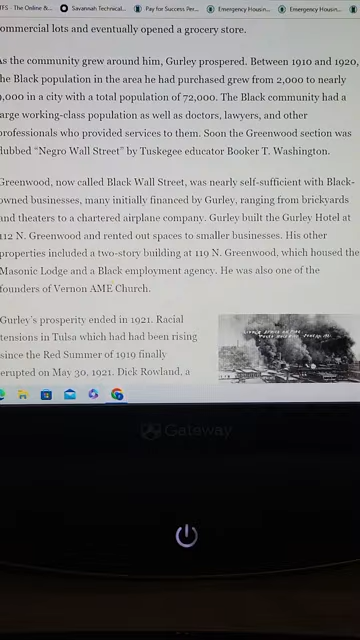 TFS - The Online &...
Savannah Technical...
Pay for Success Per...
Emergency Housin...
Emergency Housin...
ommercial lots and eventually opened a grocery store.
As the community grew around him, Gurley prospered. Between 1910 and 1920,
he Black population in the area he had purchased grew from 2,000 to nearly
,000 in a city with a total population of 72,000. The Black community had a
arge working-class population as well as doctors, lawyers, and other
professionals who provided services to them. Soon the Greenwood section was
dubbed “Negro Wall Street” by Tuskegee educator Booker T. Washington.
Greenwood, now called Black Wall Street, was nearly self-sufficient with Black-
owned businesses, many initially financed by Gurley, ranging from brickyards
and theaters to a chartered airplane company. Gurley built the Gurley Hotel at
112 N. Greenwood and rented out spaces to smaller businesses. His other
properties included a two-story building at 119 N. Greenwood, which housed the
Masonic Lodge and a Black employment agency. He was also one of the
founders of Vernon AME Church.
Gurley’s prosperity ended in 1921. Racial
tensions in Tulsa which had had been rising
since the Red Summer of 1919 finally
erupted on May 30, 1921. Dick Rowland, a
Gateway